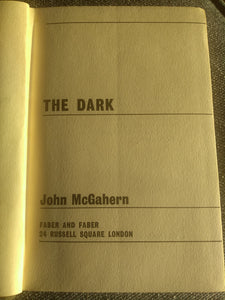 THE DARK
John McGahern
FABER AND FABER
24 RUSSELL SQUARE LONDON